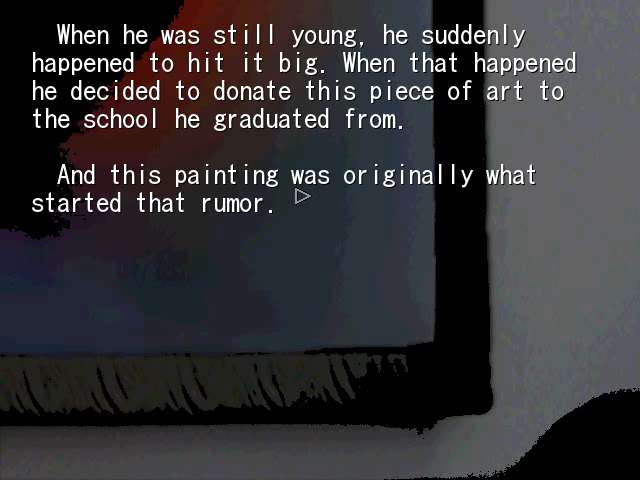 When he was still young, he suddenly
happened to hit it big. When that happened
he decided to donate this piece of art to
the school he graduated from.
And this painting was originally what
started that rumor.